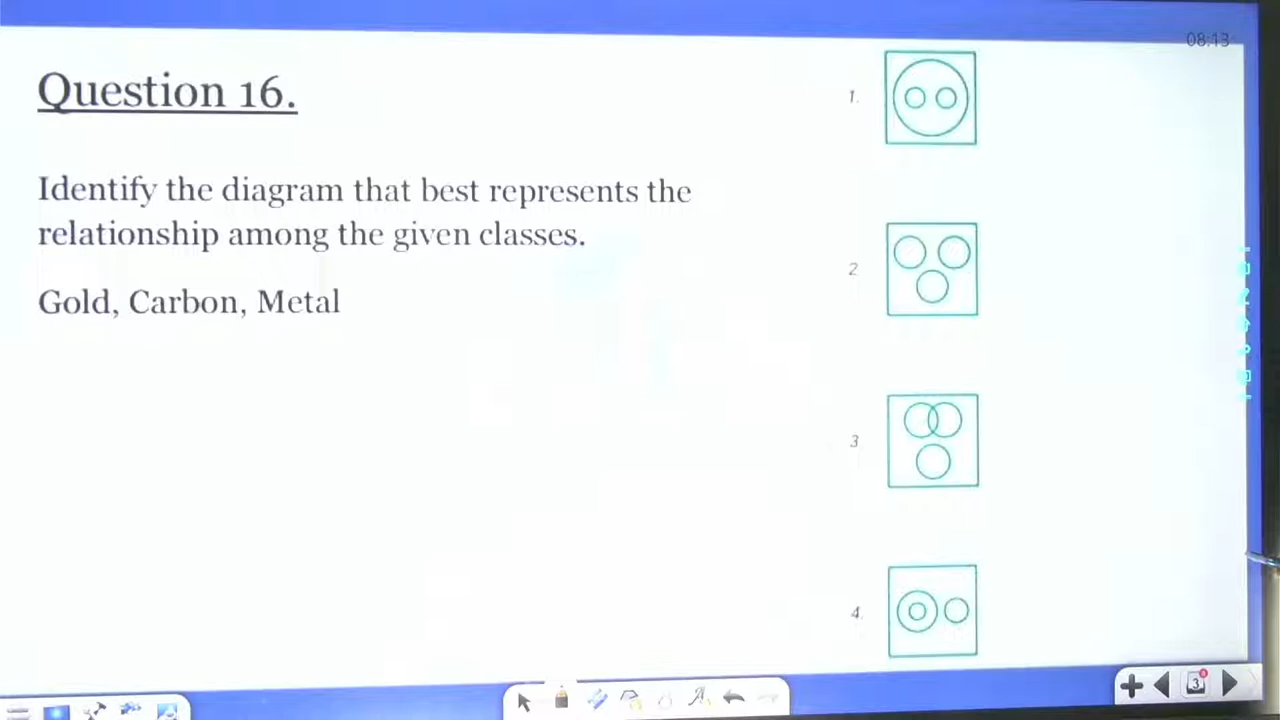 08:13
Question 16.
Identify the diagram that best represents the
relationship among the given classes.
Gold, Carbon, Metal
1.
2
3
4.
3